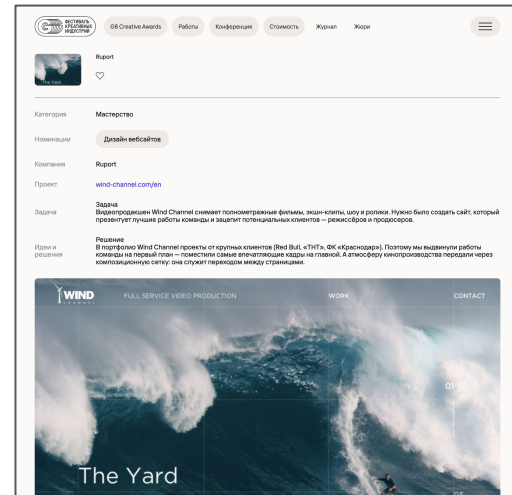 ФЕСТИВАЛЬ
КРЕАТИВНЫХ
ИНДУСТРИЙ
G8 Creative Awards
Работы
Конференция
Стоимость
Журнал
Жюри
The Yard
Ruport
Категория
Мастерство
Номинации
Дизайн вебсайтов
Компания
Ruport
Проект
wind-channel.com/en
Задача
Задача
Видеопродакшен Wind Channel снимает полнометражные фильмы, экшн-клипы, шоу и ролики. Нужно было создать сайт, который
презентует лучшие работы команды и зацепит потенциальных клиентов — режиссёров и продюсеров.
Идеи и
решения
Решение
В портфолио Wind Channel проекты от крупных клиентов (Red Bull, «ТНТ», ФК «Краснодар»). Поэтому мы выдвинули работы
команды на первый план — поместили самые впечатляющие кадры на главной. А атмосферу кинопроизводства передали через
композиционную сетку: она служит переходом между страницами.
WIND
CHANNEL
FULL SERVICE VIDEO PRODUCTION
WORK
CONTACT
01
The Yard
05